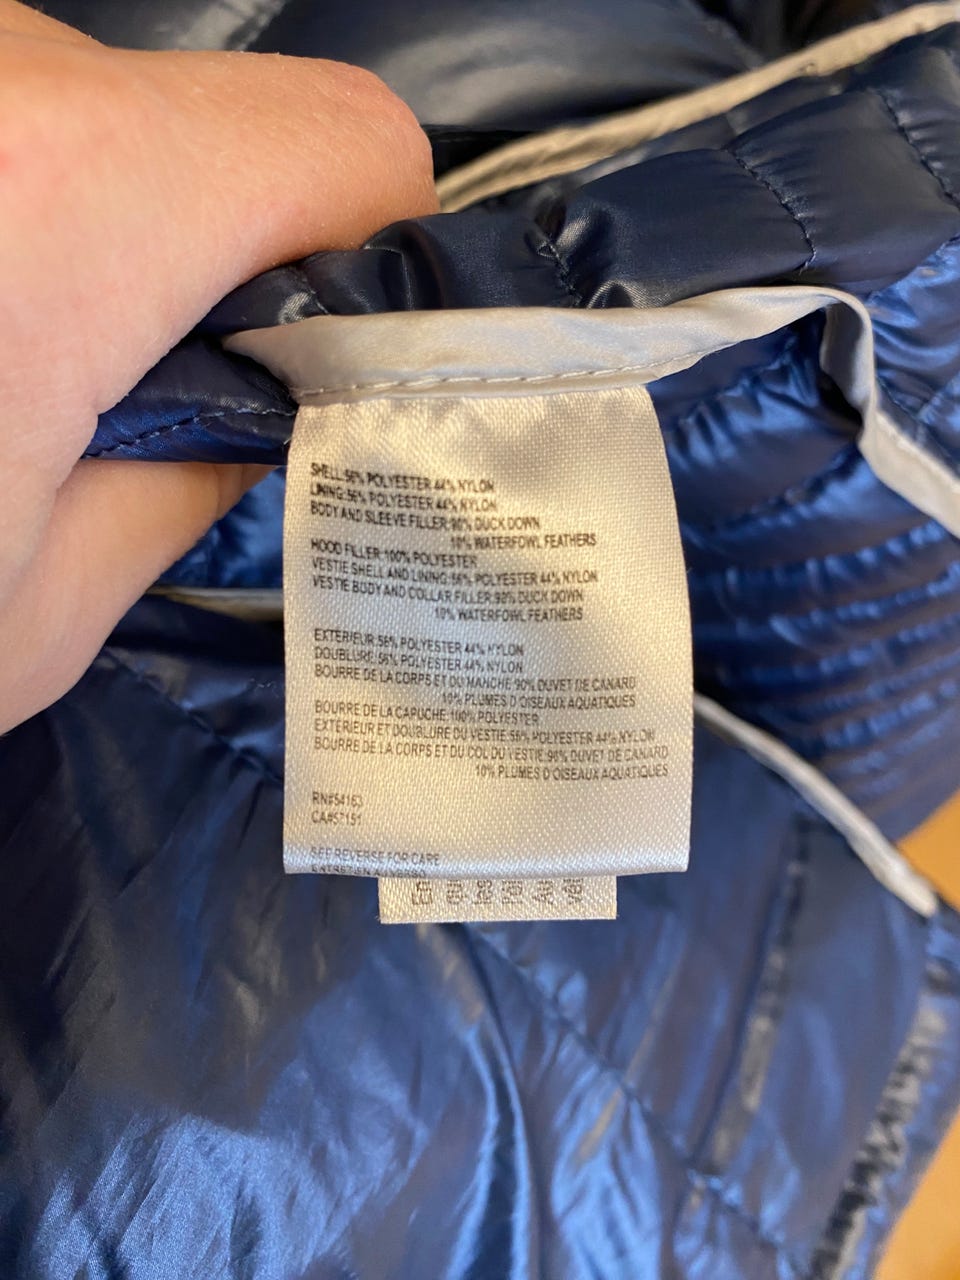 SHELL:56% POLYESTER 44% NYLON
LINING:56% POLYESTER 44% NYLON
BODY AND SLEEVE FILLER:90% DUCK DOWN
10% WATERFOWL FEATHERS
HOOD FILLER:100% POLYESTER
VESTIE SHELL AND LINING:56% POLYESTER 44% NYLON
VESTIE BODY AND COLLAR FILLER:90% DUCK DOWN
10% WATERFOWL FEATHERS
EXTERIEUR:56% POLYESTER 44% NYLON
DOUBLURE:56% POLYESTER 44% NYLON
BOURRE DE LA CORPS ET DU MANCHE:90% DUVET DE CANARD
10% PLUMES D'OISEAUX AQUATIQUES
BOURRE DE LA CAPUCHE:100% POLYESTER
EXTERIEUR ET DOUBLURE DU VESTIE:56% POLYESTER 44% NYLON
BOURRE DE LA CORPS ET DU COL DU VESTIE:90% DUVET DE CANARD
10% PLUMES D'OISEAUX AQUATIQUES
RN#54163
CA#57151
SEE REVERSE FOR CARE